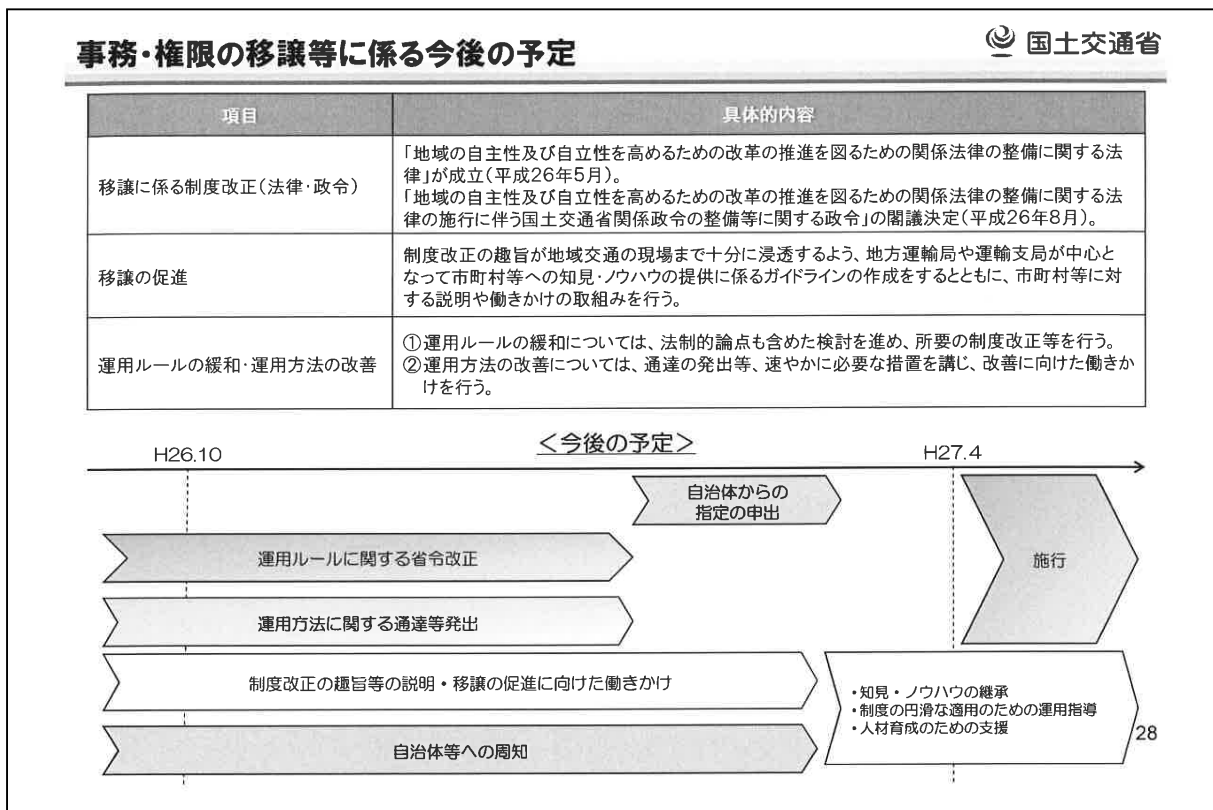 事務・権限の移譲等に係る今後の予定
国土交通省
項目
具体的内容
移譲に係る制度改正(法律・政令)
「地域の自主性及び自立性を高めるための改革の推進を図るための関係法律の整備に関する法
律」が成立(平成26年5月)。
「地域の自主性及び自立性を高めるための改革の推進を図るための関係法律の整備に関する法
律の施行に伴う国土交通省関係政令の整備等に関する政令」の閣議決定(平成26年8月)。
移譲の促進
制度改正の趣旨が地域交通の現場まで十分に浸透するよう、地方運輸局や運輸支局が中心と
なって市町村等への知見・ノウハウの提供に係るガイドラインの作成をするとともに、市町村等に対
する説明や働きかけの取組みを行う。
運用ルールの緩和・運用方法の改善
①運用ルールの緩和については、法制的論点も含めた検討を進め、所要の制度改正等を行う。
②運用方法の改善については、通達の発出等、速やかに必要な措置を講じ、改善に向けた働きか
けを行う。
<今後の予定>
H26.10
H27.4
自治体からの
指定の申出
運用ルールに関する省令改正
施行
運用方法に関する通達等発出
制度改正の趣旨等の説明・移譲の促進に向けた働きかけ
・知見・ノウハウの継承
・制度の円滑な適用のための運用指導
・人材育成のための支援
自治体等への周知
28